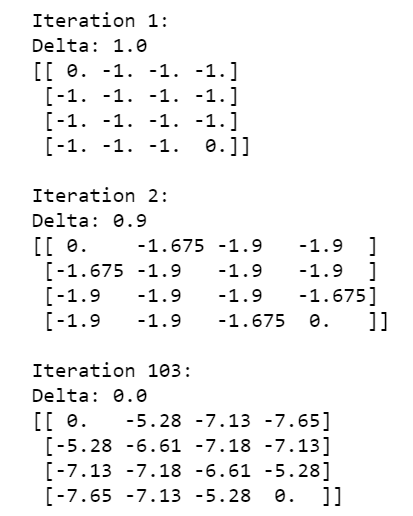 Iteration 1:
Delta: 1.0
[[ 0. -1. -1. -1.]
 [-1. -1. -1. -1.]
 [-1. -1. -1. -1.]
 [-1. -1. -1.  0.]]

Iteration 2:
Delta: 0.9
[[ 0.    -1.675 -1.9   -1.9  ]
 [-1.675 -1.9   -1.9   -1.9  ]
 [-1.9   -1.9   -1.9   -1.675]
 [-1.9   -1.9   -1.675  0.   ]]

Iteration 103:
Delta: 0.0
[[ 0.   -5.28 -7.13 -7.65]
 [-5.28 -6.61 -7.18 -7.13]
 [-7.13 -7.18 -6.61 -5.28]
 [-7.65 -7.13 -5.28  0.  ]]